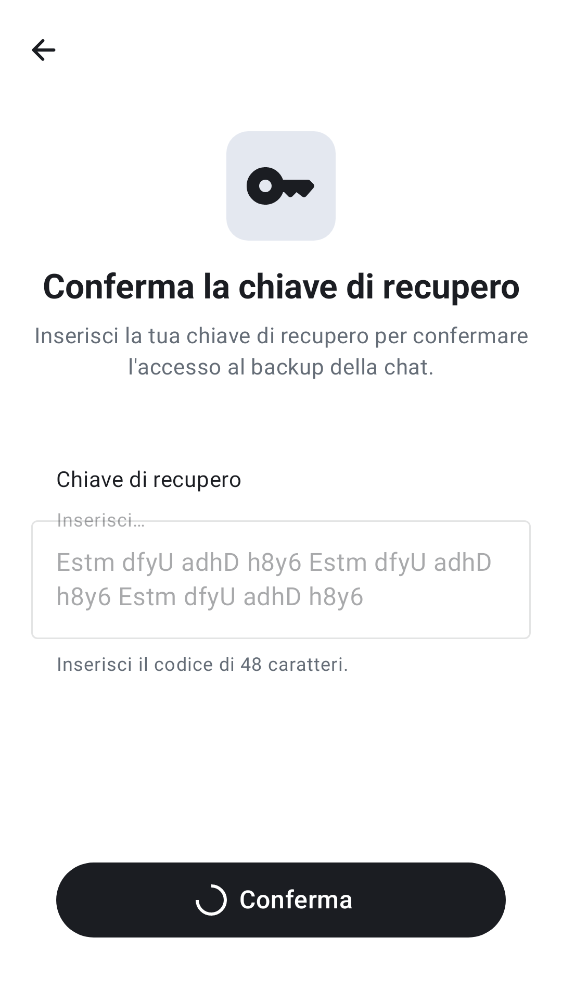 Conferma la chiave di recupero
Inserisci la tua chiave di recupero per confermare
l'accesso al backup della chat.
Chiave di recupero
Inserisci…
Estm dfyU adhD h8y6 Estm dfyU adhD
h8y6 Estm dfyU adhD h8y6
Inserisci il codice di 48 caratteri.
Conferma